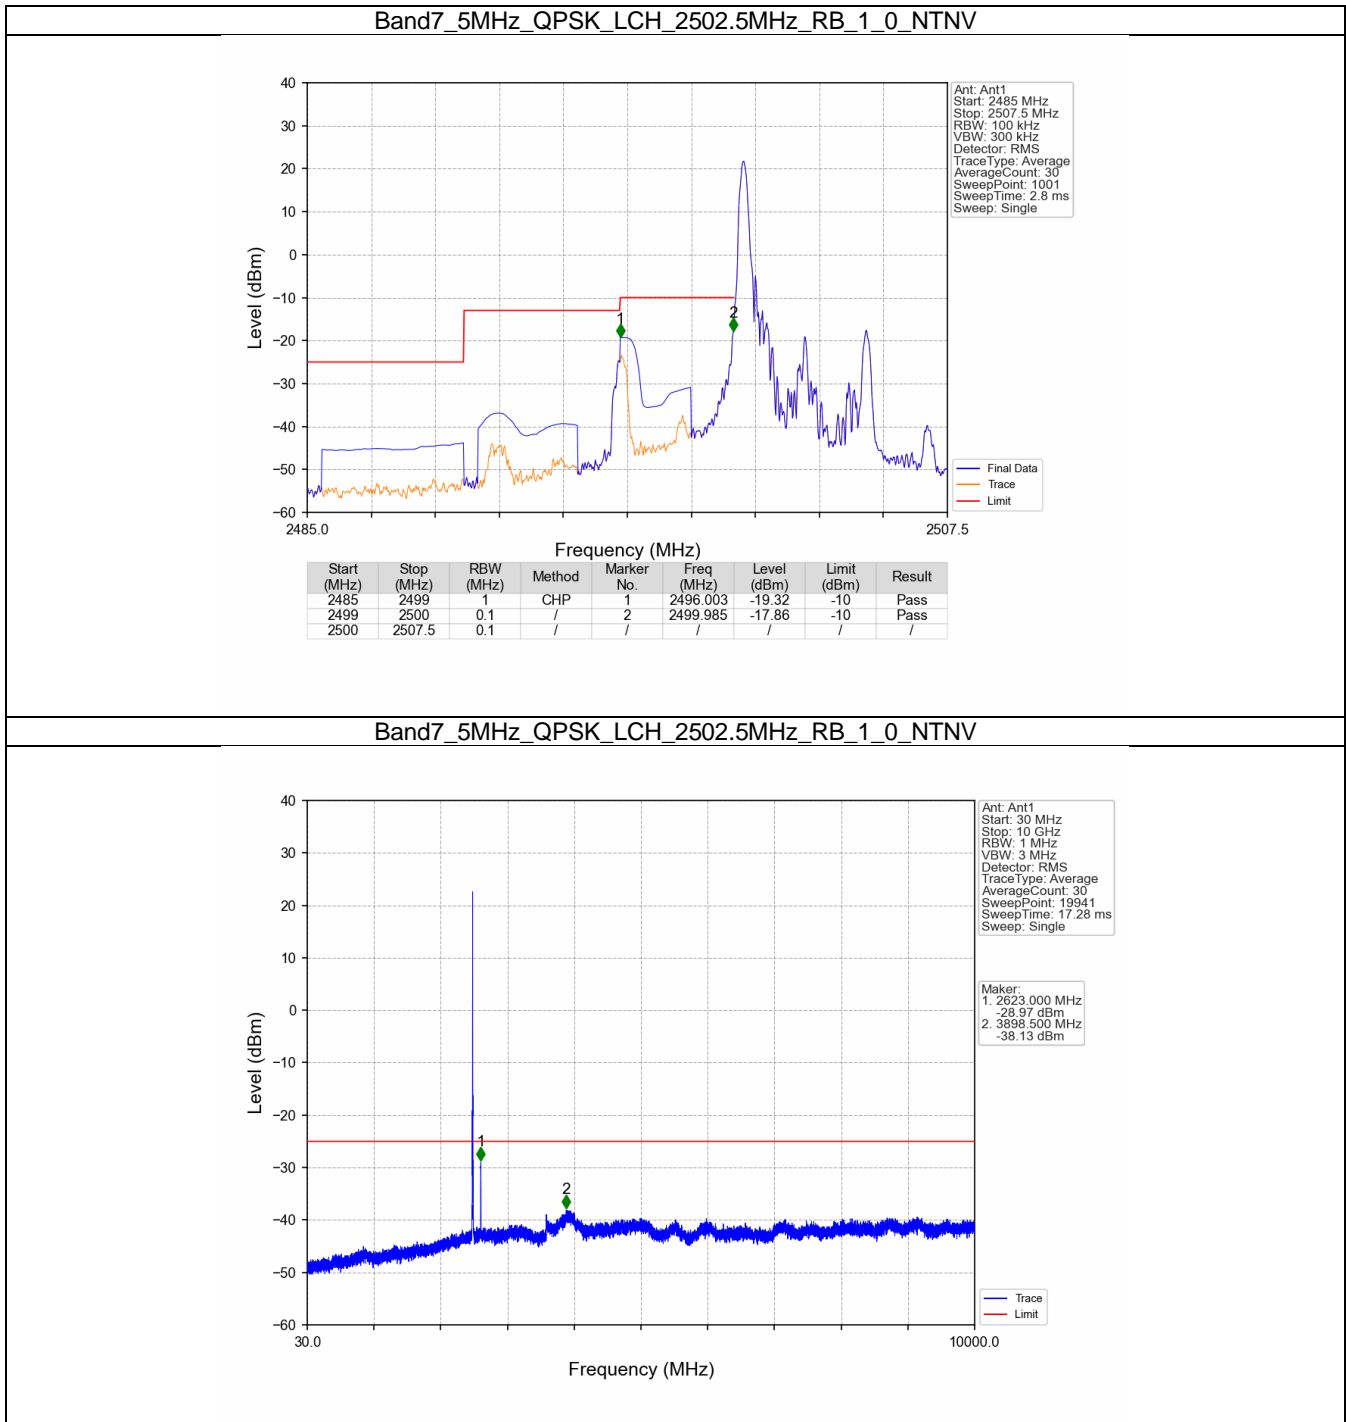 Band7_5MHz_QPSK_LCH_2502.5MHz_RB_1_0_NTNV
40
30
20
10
0
−10
−20
−30
−40
−50
−60
Level (dBm)
1
2
2485.0
2507.5
Frequency (MHz)
Ant: Ant1
Start: 2485 MHz
Stop: 2507.5 MHz
RBW: 100 kHz
VBW: 300 kHz
Detector: RMS
TraceType: Average
AverageCount: 30
SweepPoint: 1001
SweepTime: 2.8 ms
Sweep: Single
Final Data
Trace
Limit
Start (MHz) Stop (MHz) RBW (MHz) Method Marker No. Freq (MHz) Level (dBm) Limit (dBm) Result
2485 2499 1 CHP 1 2496.003 -19.32 -10 Pass
2499 2500 0.1 / 2 2499.985 -17.86 -10 Pass
2500 2507.5 0.1 / / / / / /
Band7_5MHz_QPSK_LCH_2502.5MHz_RB_1_0_NTNV
40
30
20
10
0
−10
−20
−30
−40
−50
−60
Level (dBm)
1
2
30.0
10000.0
Frequency (MHz)
Ant: Ant1
Start: 30 MHz
Stop: 10 GHz
RBW: 1 MHz
VBW: 3 MHz
Detector: RMS
TraceType: Average
AverageCount: 30
SweepPoint: 19941
SweepTime: 17.28 ms
Sweep: Single
Maker:
1. 2623.000 MHz
-28.97 dBm
2. 3898.500 MHz
-38.13 dBm
Trace
Limit